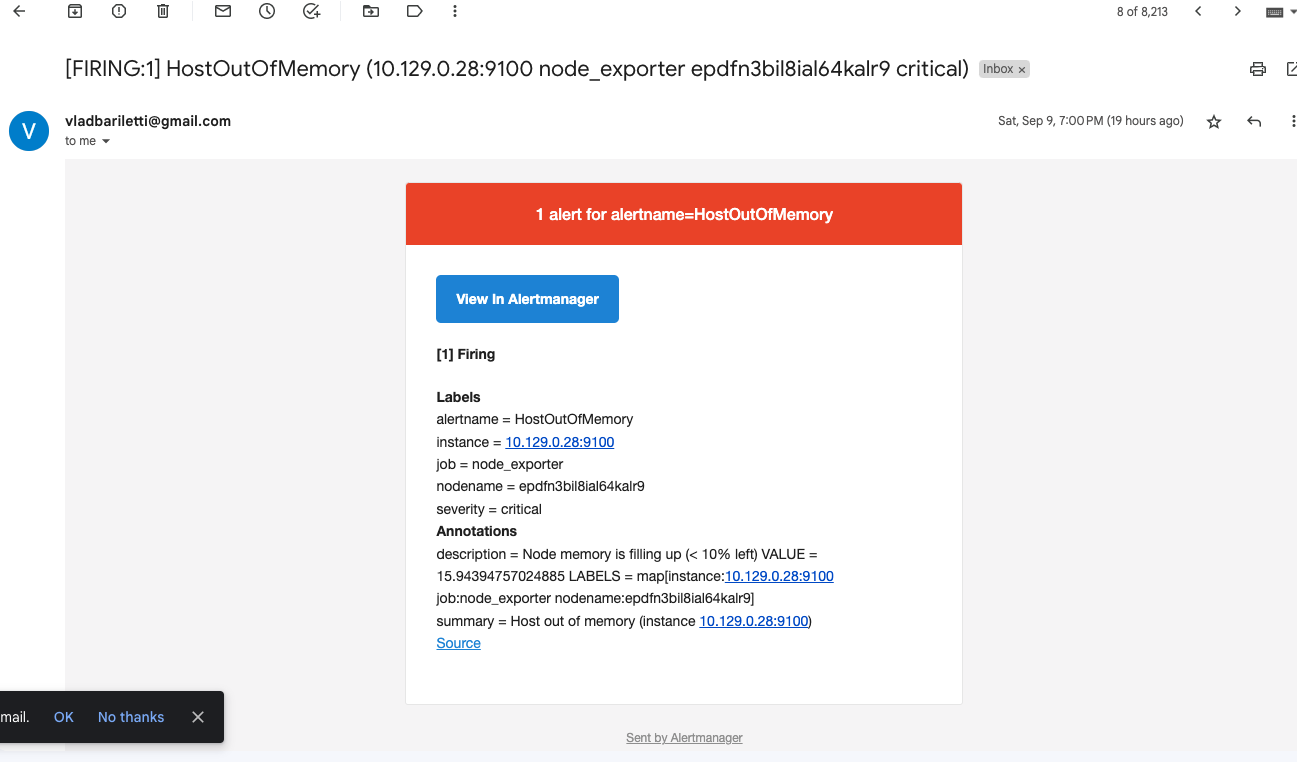 8 of 8,213
[FIRING:1] HostOutOfMemory (10.129.0.28:9100 node_exporter epdfn3bil8ial64kalr9 critical)
Inbox ×
V
vladbariletti@gmail.com
Sat, Sep 9, 7:00 PM (19 hours ago)
to me
1 alert for alertname=HostOutOfMemory
View In Alertmanager
[1] Firing
Labels
alertname = HostOutOfMemory
instance = 10.129.0.28:9100
job = node_exporter
nodename = epdfn3bil8ial64kalr9
severity = critical
Annotations
description = Node memory is filling up (< 10% left) VALUE =
15.94394757024885 LABELS = map[instance:10.129.0.28:9100
job:node_exporter nodename:epdfn3bil8ial64kalr9]
summary = Host out of memory (instance 10.129.0.28:9100)
Source
mail. OK No thanks
Sent by Alertmanager